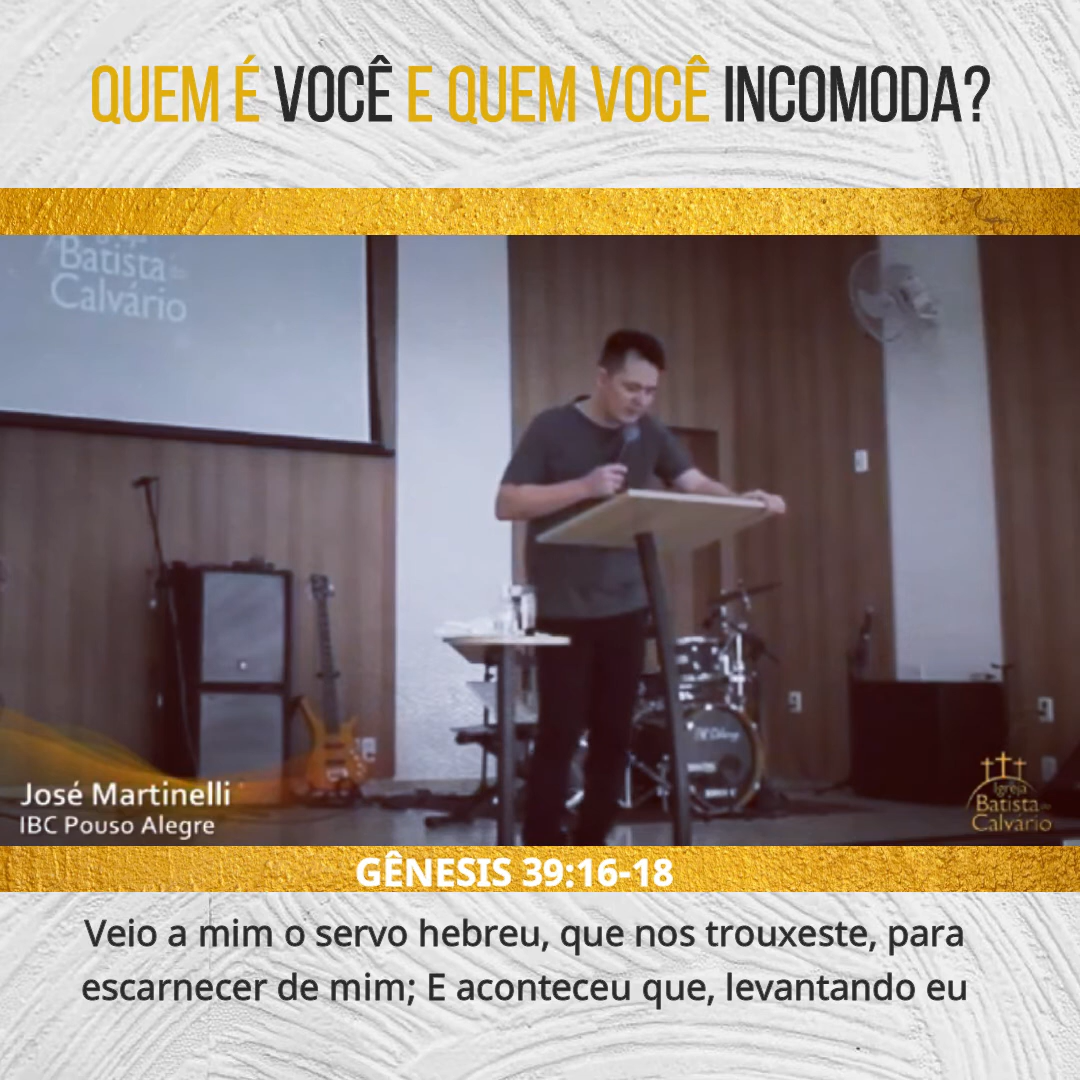 QUEM É VOCÊ E QUEM VOCÊ INCOMODA?
Batista
Calvário
José Martinelli
IBC Pouso Alegre
Igreja
Batista do
Calvário
GÊNESIS 39:16-18
Veio a mim o servo hebreu, que nos trouxeste, para
escarnecer de mim; E aconteceu que, levantando eu